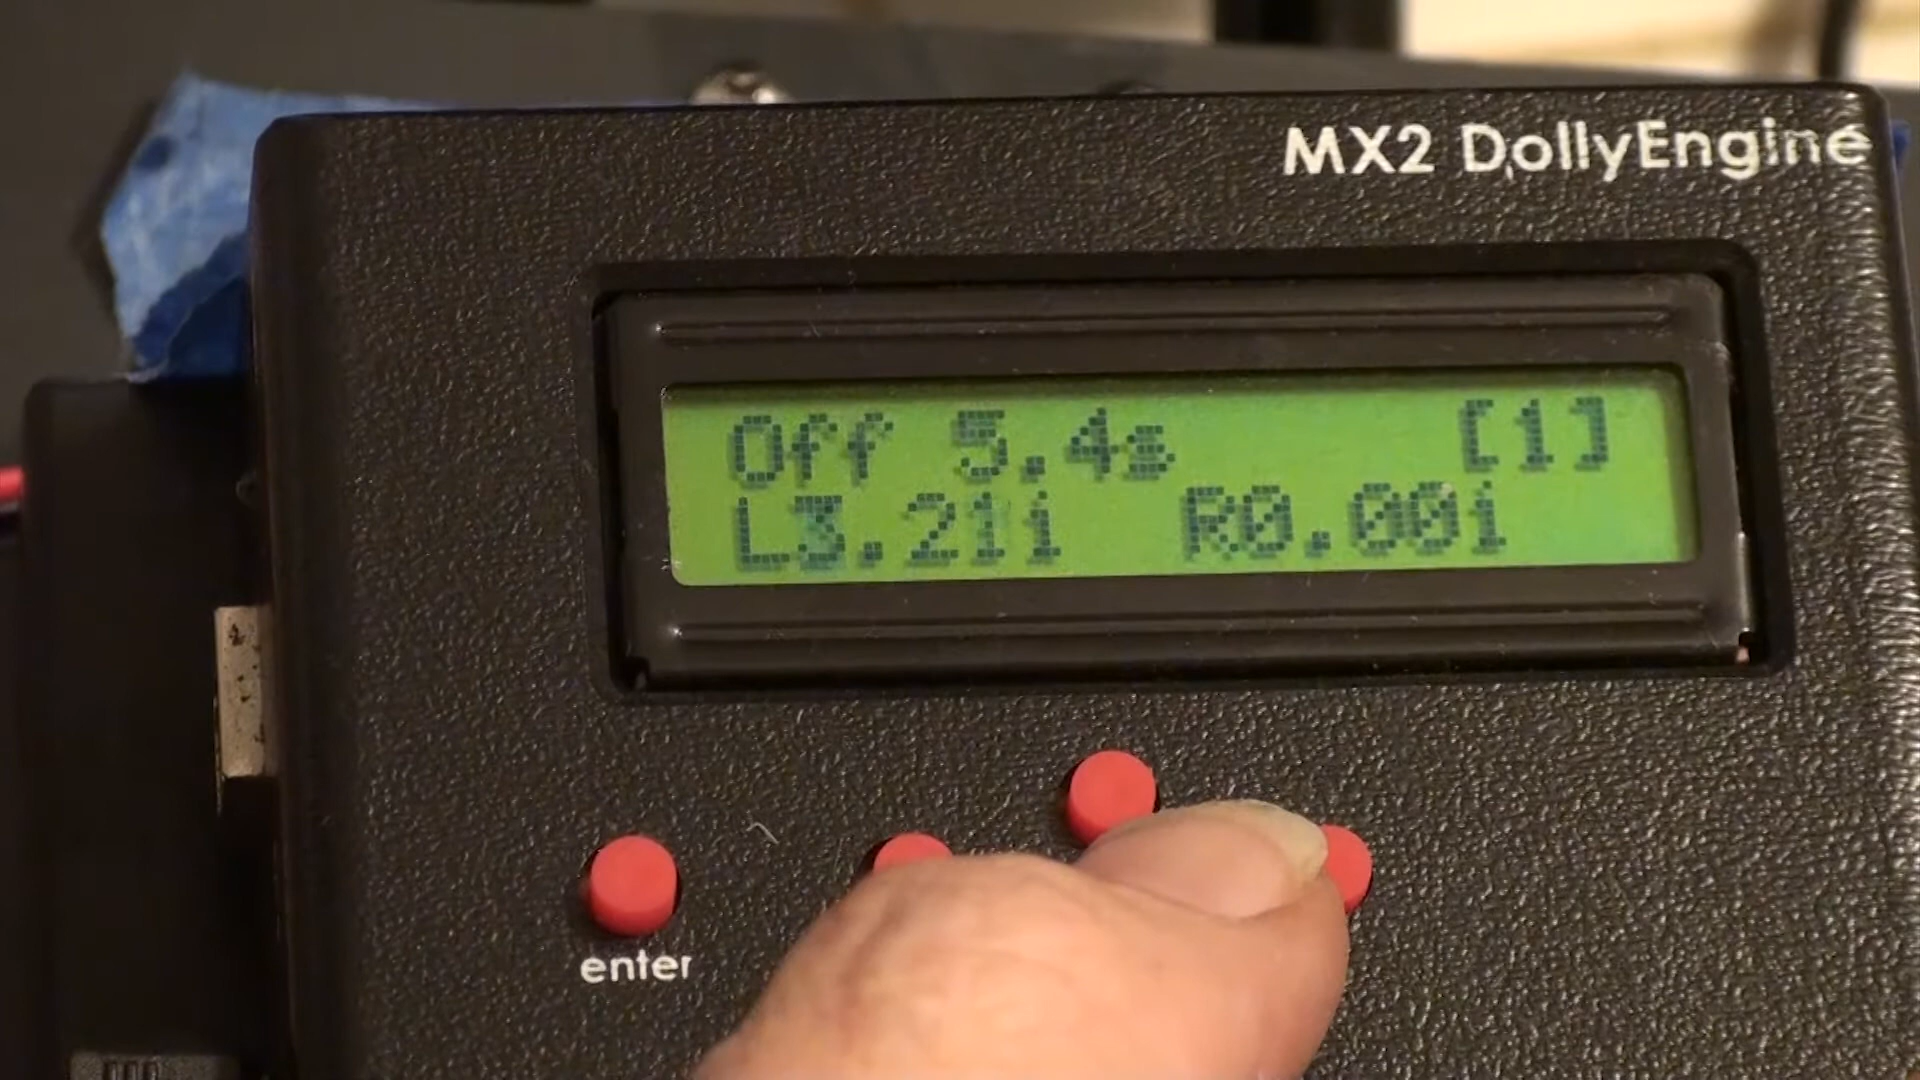 MX2 DollyEngine
Off 5.4s [1]
L3.21i R0.00i
enter